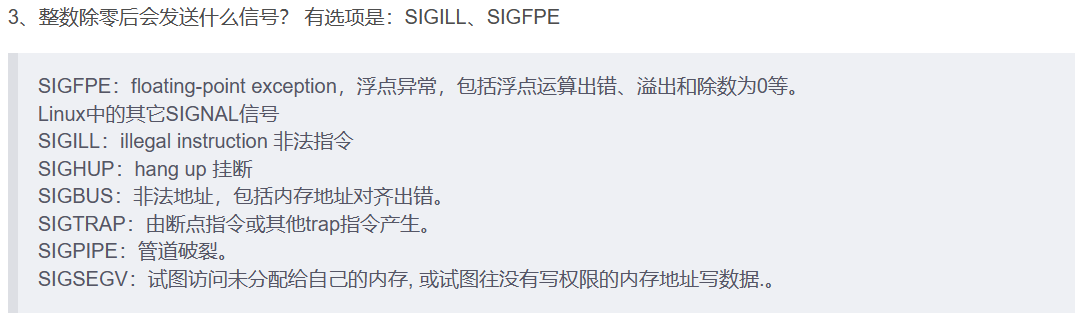 3、整数除零后会发送什么信号？ 有选项是：SIGILL、SIGFPE
SIGFPE：floating-point exception，浮点异常，包括浮点运算出错、溢出和除数为0等。
Linux中的其它SIGNAL信号
SIGILL：illegal instruction 非法指令
SIGHUP：hang up 挂断
SIGBUS：非法地址，包括内存地址对齐出错。
SIGTRAP：由断点指令或其他trap指令产生。
SIGPIPE：管道破裂。
SIGSEGV：试图访问未分配给自己的内存, 或试图往没有写权限的内存地址写数据.。